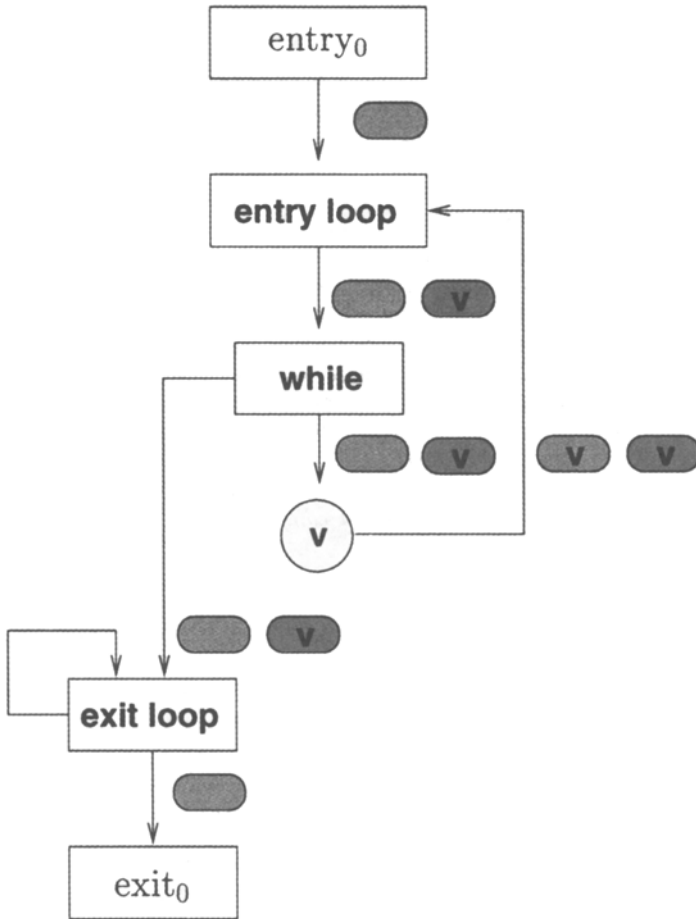 entry₀
entry loop
v
while
v
v v
v
v
exit loop
exit₀